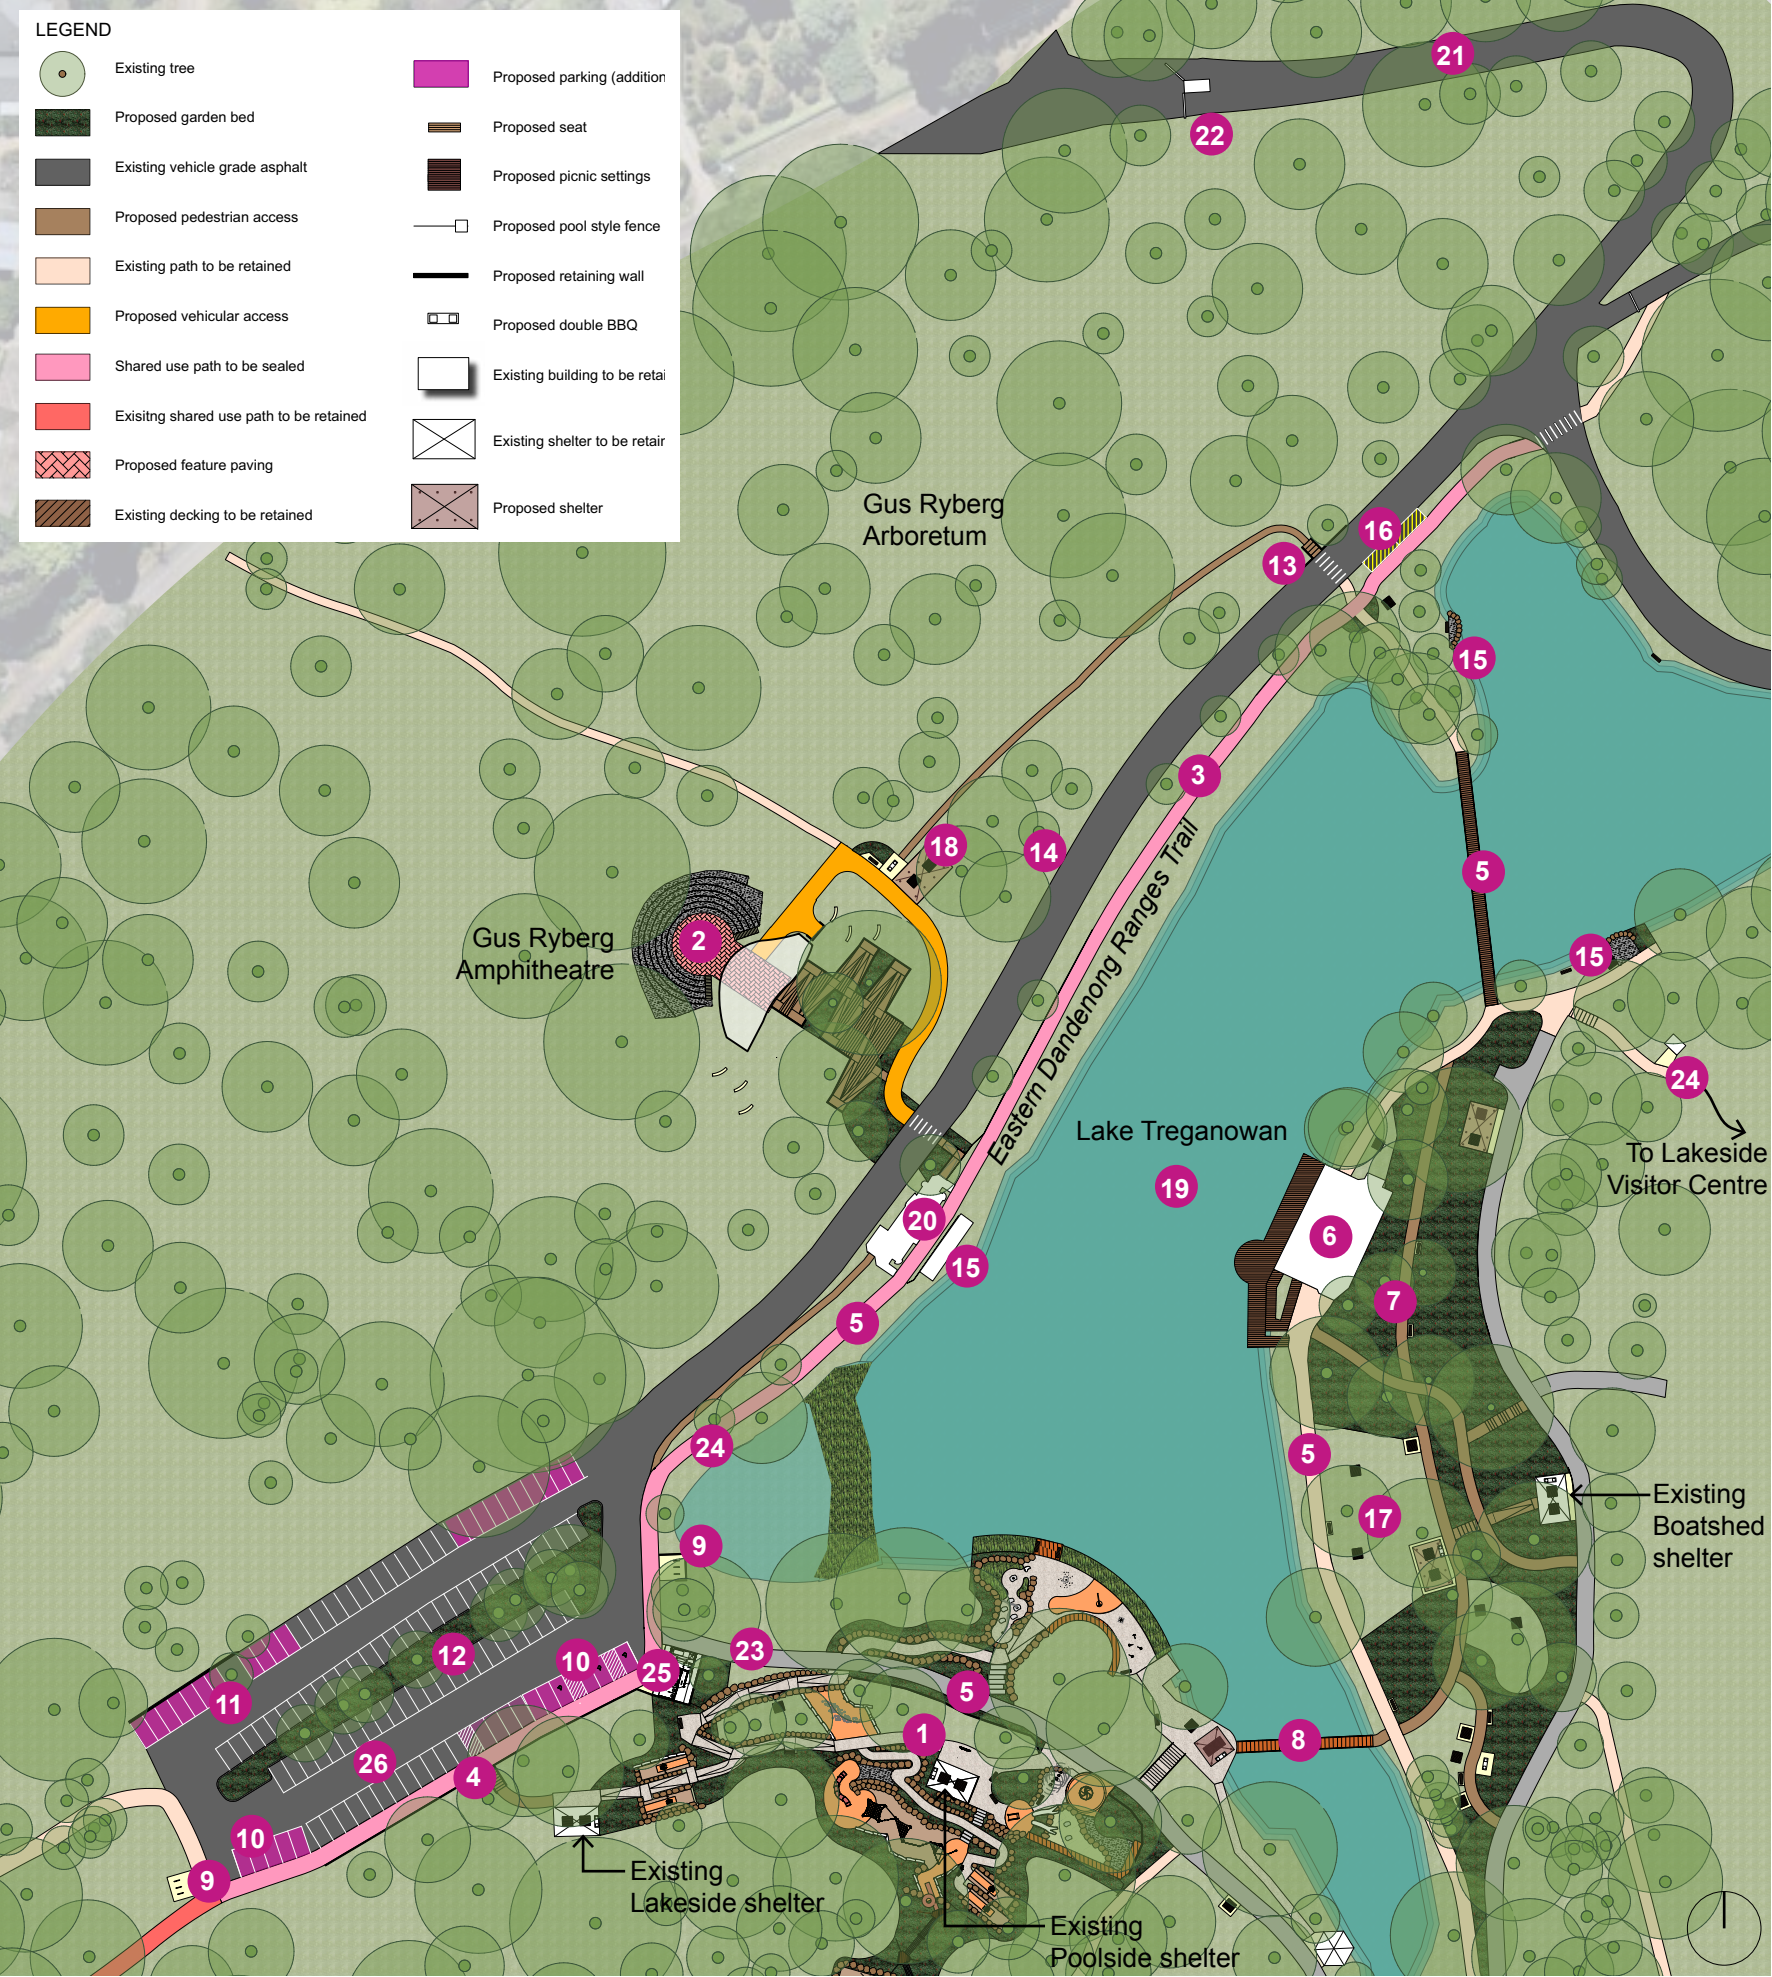 LEGEND
Existing tree
Proposed garden bed
Existing vehicle grade asphalt
Proposed pedestrian access
Existing path to be retained
Proposed vehicular access
Shared use path to be sealed
Exisitng shared use path to be retained
Proposed feature paving
Existing decking to be retained
Proposed parking (addition
Proposed seat
Proposed picnic settings
Proposed pool style fence
Proposed retaining wall
Proposed double BBQ
Existing building to be retai
Existing shelter to be retair
Proposed shelter
21
22
Gus Ryberg
Arboretum
16
13
15
3
18
14
5
Gus Ryberg
Amphitheatre
2
15
Eastern Dandenong Ranges Trail
24
To Lakeside
Visitor Centre
Lake Treganowan
19
20
6
15
7
5
24
5
Existing
Boatshed
shelter
17
9
12
10
25
23
11
5
1
8
26
4
10
9
Existing
Lakeside shelter
Existing
Poolside shelter